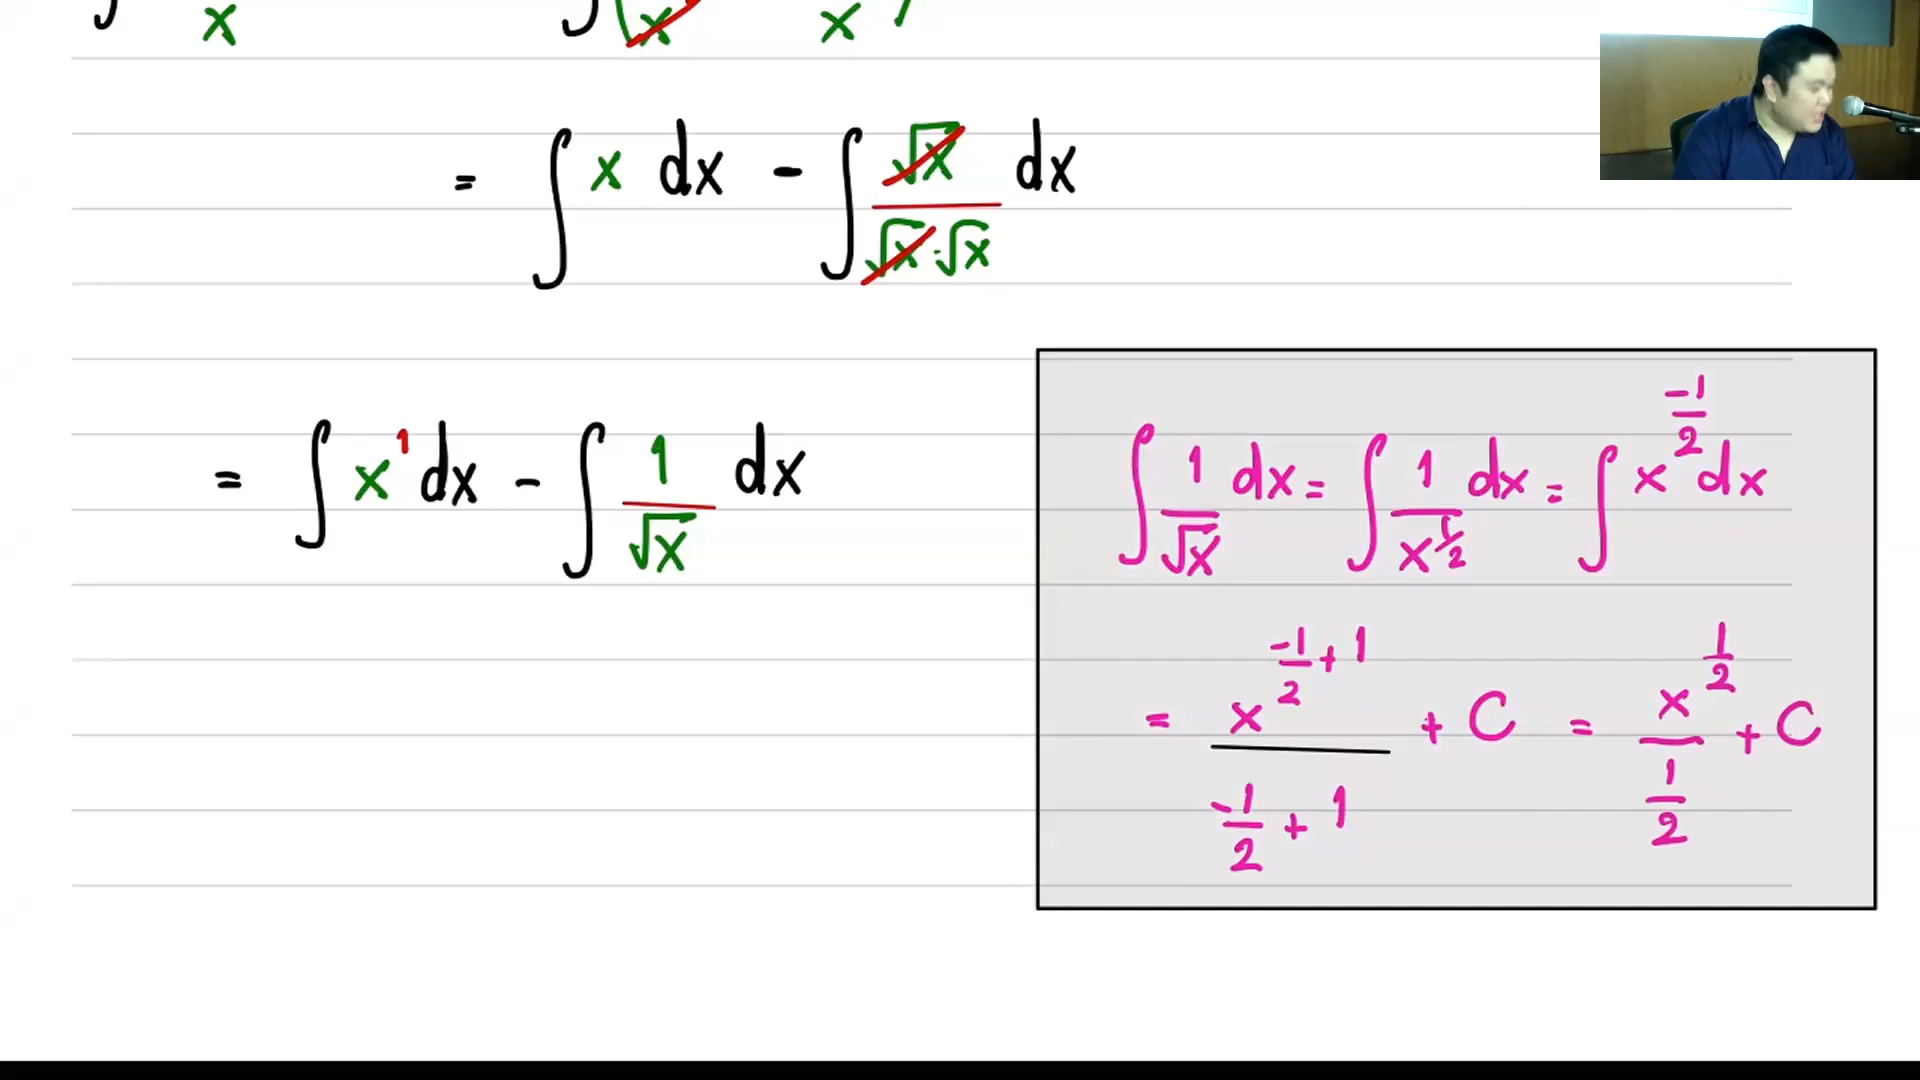 ∫ x ∫ x x
= ∫ x dx - ∫ √x / (√x · √x) dx
= ∫ x^1 dx - ∫ 1/√x dx
∫ 1/√x dx = ∫ 1/x^(1/2) dx = ∫ x^(-1/2) dx
= x^(-1/2 + 1) / (-1/2 + 1) + C = x^(1/2) / (1/2) + C